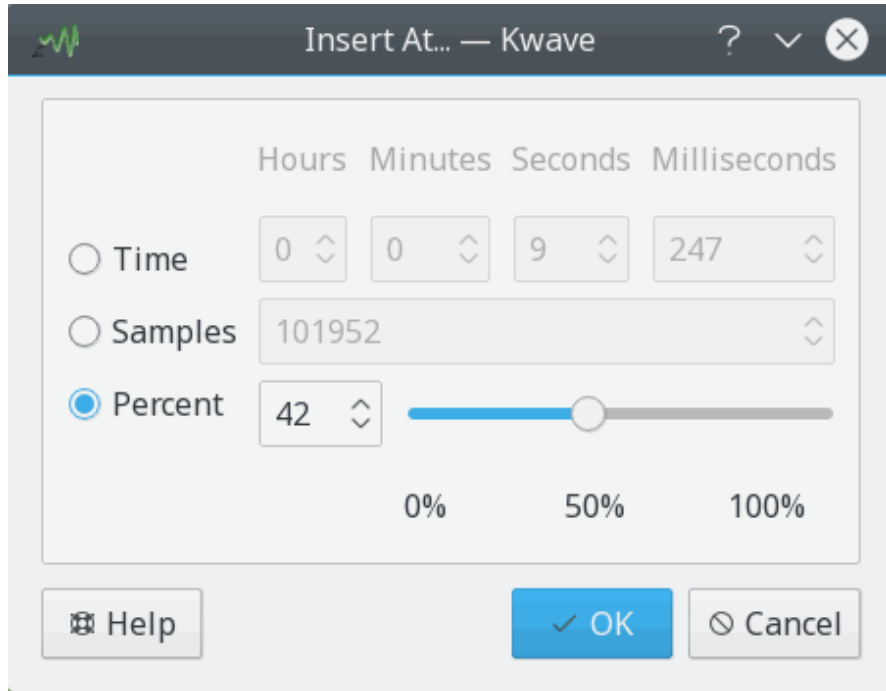 Insert At... — Kwave ?
Hours Minutes Seconds Milliseconds
Time 0 0 9 247
Samples 101952
Percent 42
0% 50% 100%
Help OK Cancel